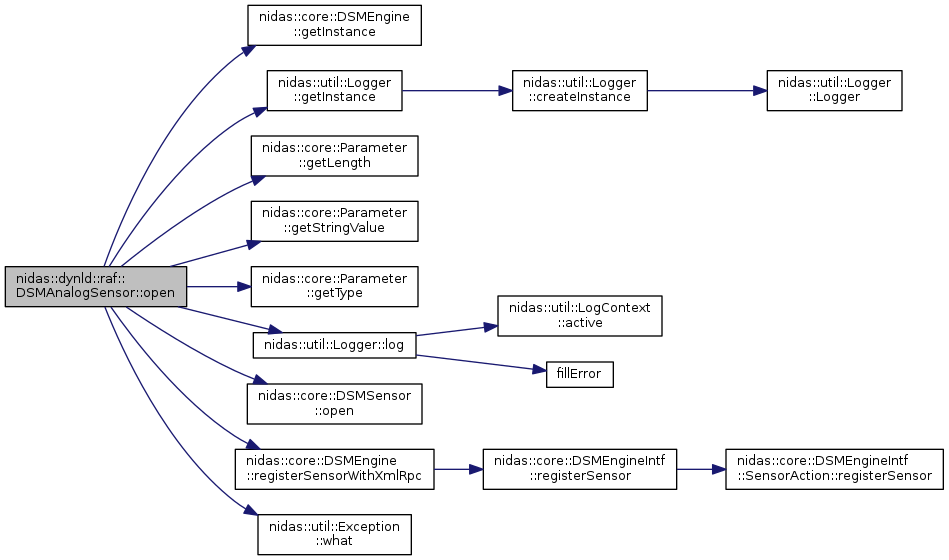 nidas::core::DSMEngine
::getInstance
nidas::util::Logger
::getInstance
nidas::util::Logger
::createInstance
nidas::util::Logger
::Logger
nidas::core::Parameter
::getLength
nidas::core::Parameter
::getStringValue
nidas::dynld::raf::
DSMAnalogSensor::open
nidas::core::Parameter
::getType
nidas::util::Logger::log
nidas::util::LogContext
::active
fillError
nidas::core::DSMSensor
::open
nidas::core::DSMEngine
::registerSensorWithXmlRpc
nidas::core::DSMEngineIntf
::registerSensor
nidas::core::DSMEngineIntf
::SensorAction::registerSensor
nidas::util::Exception
::what